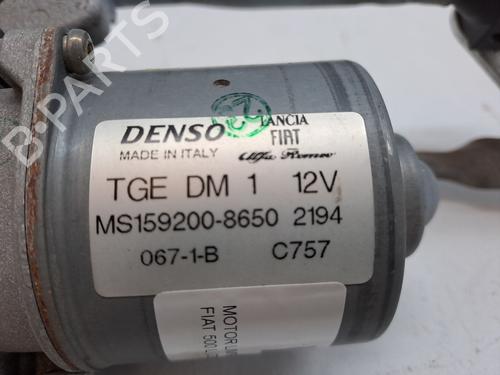 DENSO
MADE IN ITALY
LANCIA
FIAT
Alfa Romeo
TGE DM 1 12V
MS159200-8650 2194
067-1-B C757
MOTOR
FIAT 500
B-PARTS